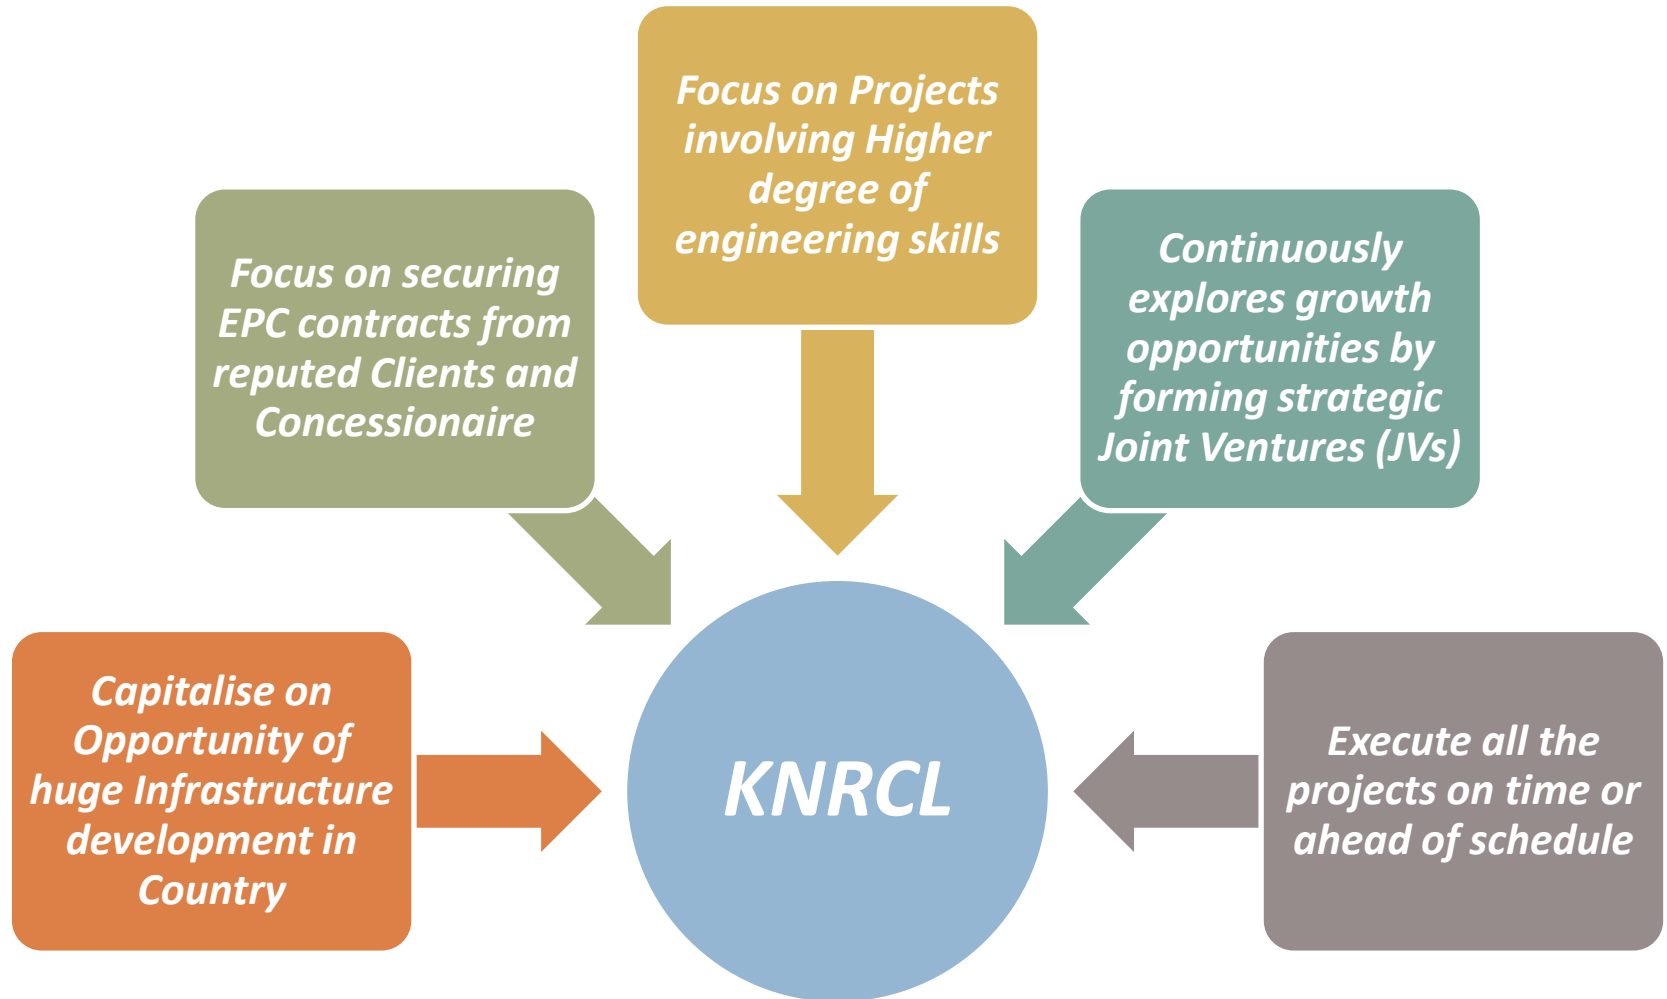 Focus on Projects
involving Higher
degree of
engineering skills
Focus on securing
EPC contracts from
reputed Clients and
Concessionaire
Continuously
explores growth
opportunities by
forming strategic
Joint Ventures (JVs)
Capitalise on
Opportunity of
huge Infrastructure
development in
Country
KNRCL
Execute all the
projects on time or
ahead of schedule